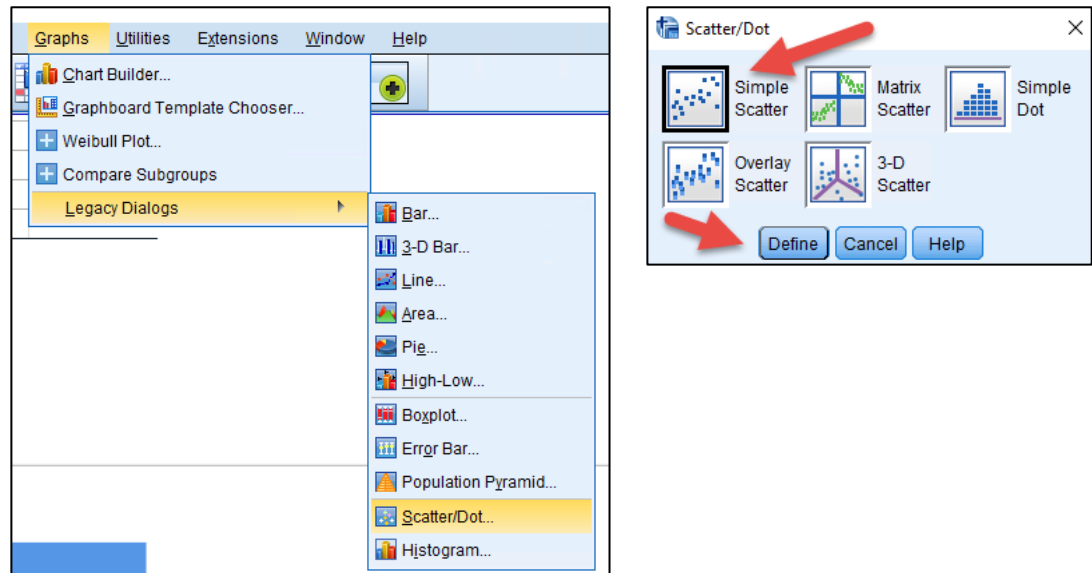 Graphs Utilities Extensions Window Help
Chart Builder...
Graphboard Template Chooser...
Weibull Plot...
Compare Subgroups
Legacy Dialogs
Bar...
3-D Bar...
Line...
Area...
Pie...
High-Low...
Boxplot...
Error Bar...
Population Pyramid...
Scatter/Dot...
Histogram...
Scatter/Dot
Simple
Scatter
Matrix
Scatter
Simple
Dot
Overlay
Scatter
3-D
Scatter
Define Cancel Help